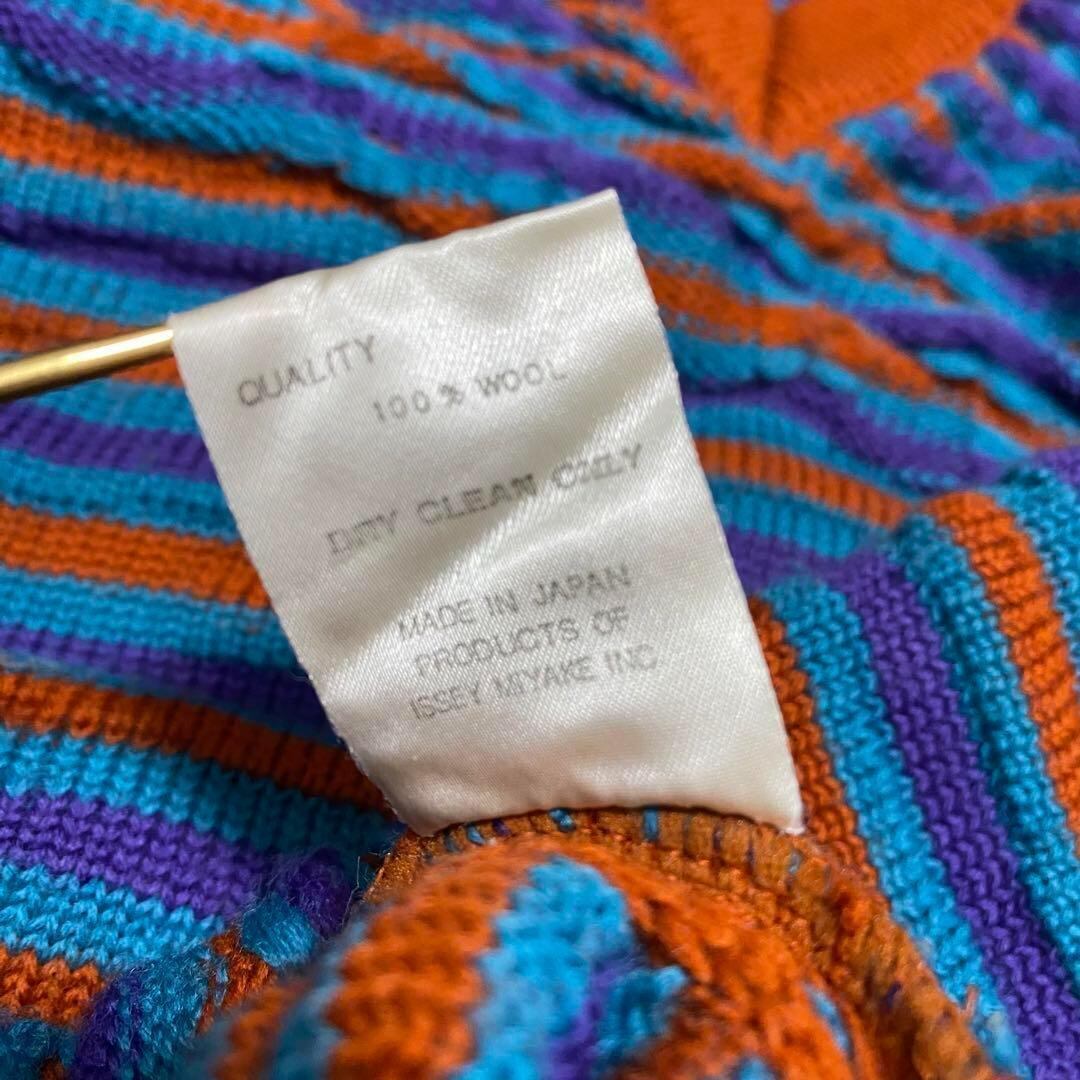 QUALITY
100% WOOL
DRY CLEAN ONLY
MADE IN JAPAN
PRODUCTS OF
ISSEY MIYAKE INC.